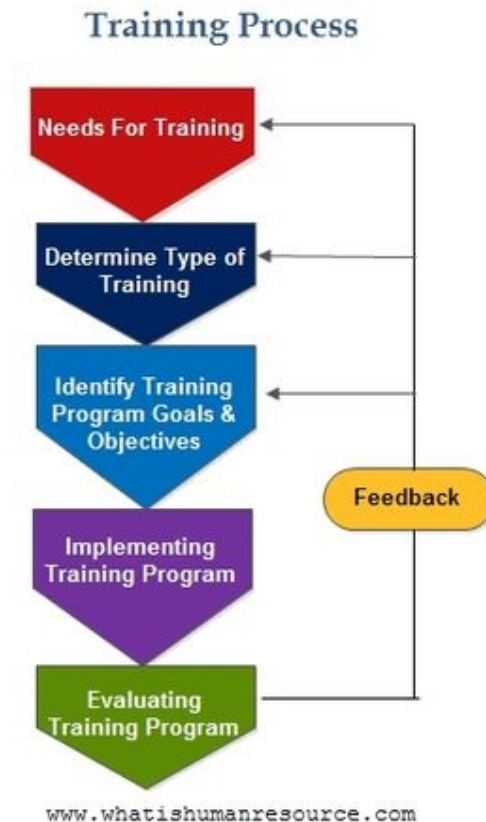 Training Process
Needs For Training
Determine Type of
Training
Identify Training
Program Goals &
Objectives
Feedback
Implementing
Training Program
Evaluating
Training Program
www.whatishumanresource.com